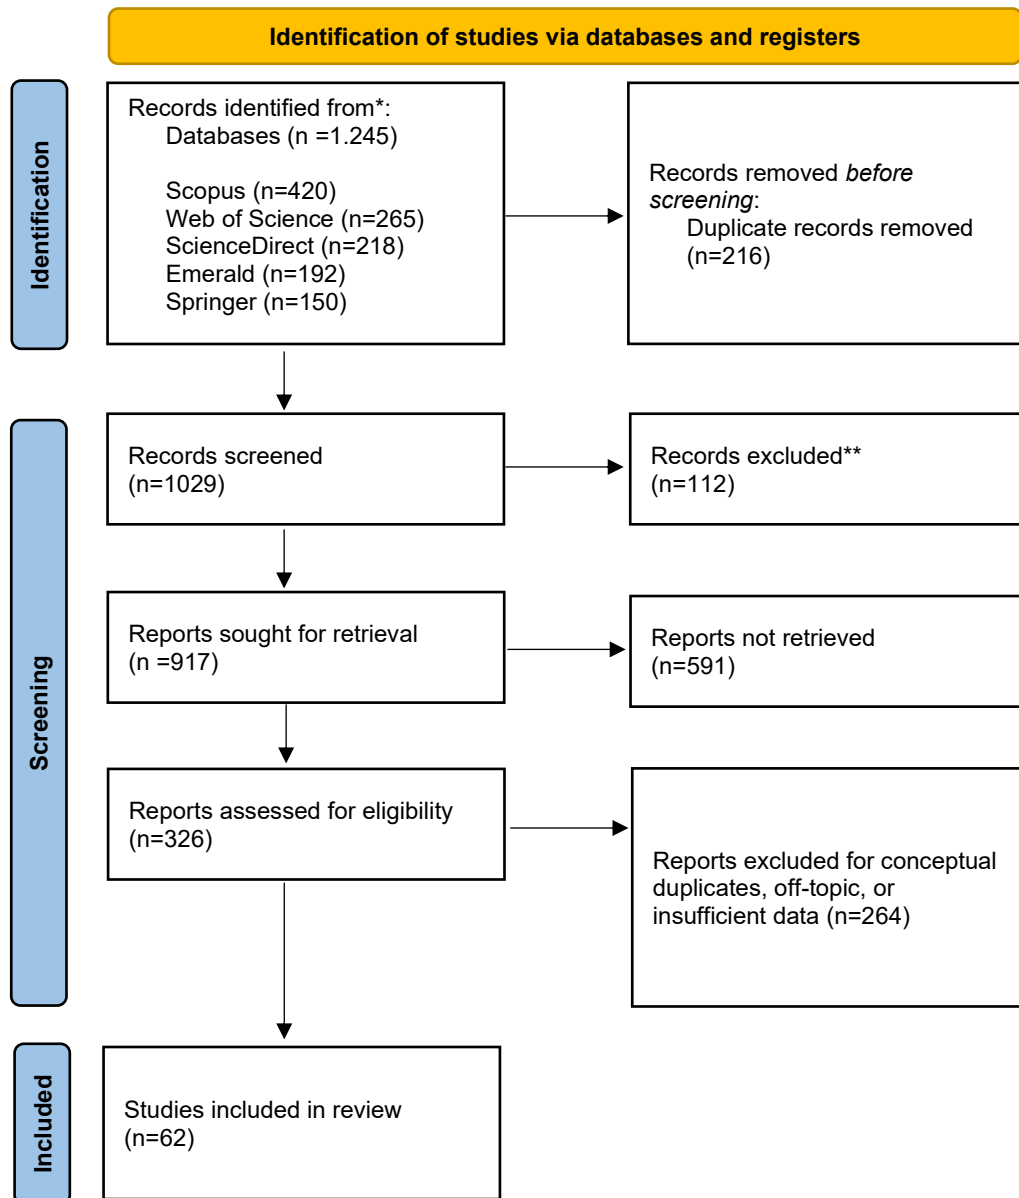 Identification of studies via databases and registers
Identification
Records identified from*:
Databases (n =1.245)
Scopus (n=420)
Web of Science (n=265)
ScienceDirect (n=218)
Emerald (n=192)
Springer (n=150)
Records removed before
screening:
Duplicate records removed
(n=216)
Screening
Records screened
(n=1029)
Records excluded**
(n=112)
Reports sought for retrieval
(n =917)
Reports not retrieved
(n=591)
Reports assessed for eligibility
(n=326)
Reports excluded for conceptual
duplicates, off-topic, or
insufficient data (n=264)
Included
Studies included in review
(n=62)